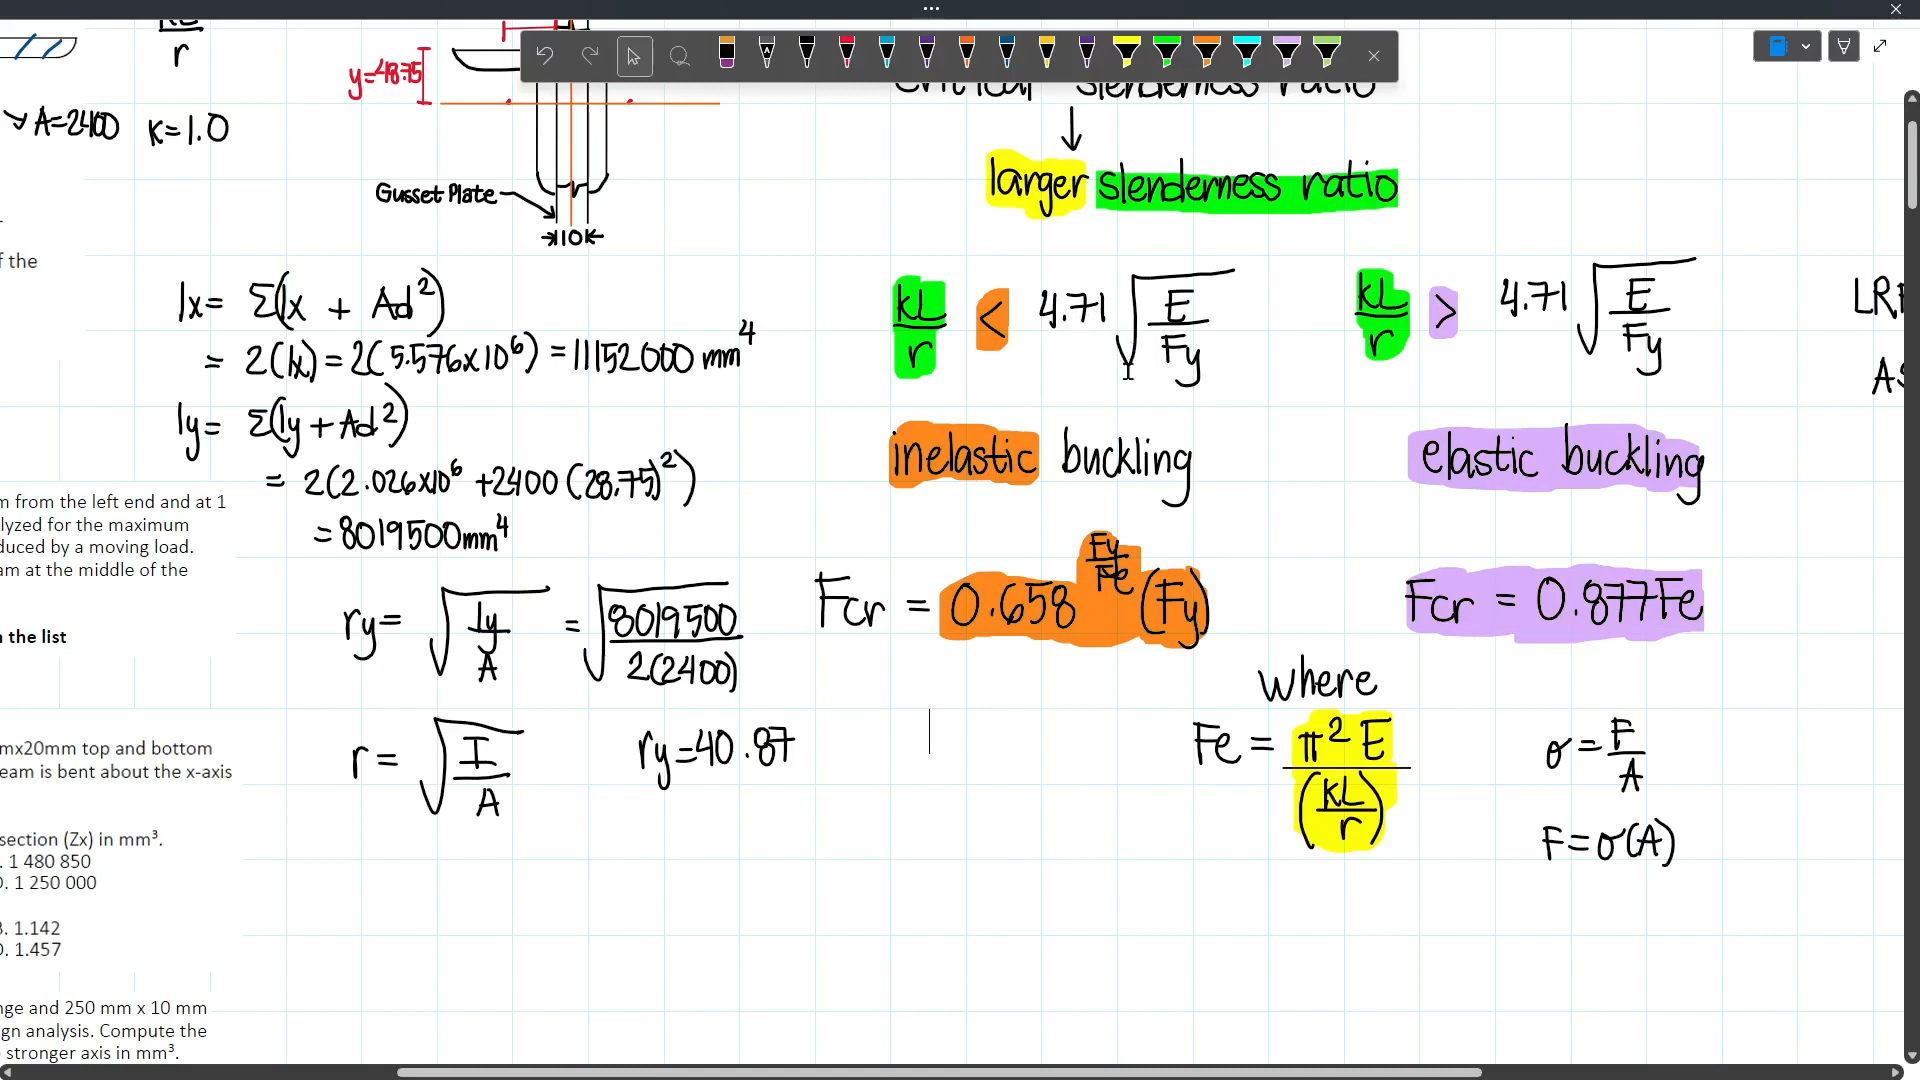 r
y=48.75
A=2400 K=1.0
Gusset Plate
10
larger slenderness ratio
f the
Ix= Σ(Ix + Ad²)
= 2(Ix) = 2(5.576x10⁶) = 11152000 mm⁴
Iy= Σ(Iy + Ad²)
= 2(2.026x10⁶ + 2400 (28.75)²)
= 8019500mm⁴
ry= √(Iy/A) = √(8019500/2(2400))
r = √(I/A) ry=40.87
kL/r < 4.71 √(E/Fy)
inelastic buckling
Fcr = 0.658^(Fy/Fe) (Fy)
kL/r > 4.71 √(E/Fy)
elastic buckling
Fcr = 0.877Fe
where
Fe = π²E/(kL/r)
σ = F/A
F = σ(A)
m from the left end and at 1
lyzed for the maximum
duced by a moving load.
am at the middle of the
n the list
mx20mm top and bottom
eam is bent about the x-axis
section (Zx) in mm³.
. 1 480 850
D. 1 250 000
B. 1.142
D. 1.457
nge and 250 mm x 10 mm
gn analysis. Compute the
stronger axis in mm³.